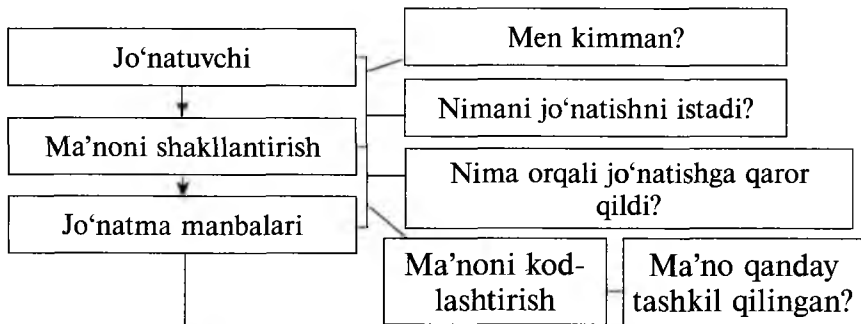 Jo‘natuvchi
Men kimman?
Nimani jo‘natishni istadi?
Ma’noni shakllantirish
Nima orqali jo‘natishga qaror
qildi?
Jo‘natma manbalari
Ma’noni kod-
lashtirish
Ma’no qanday
tashkil qilingan?